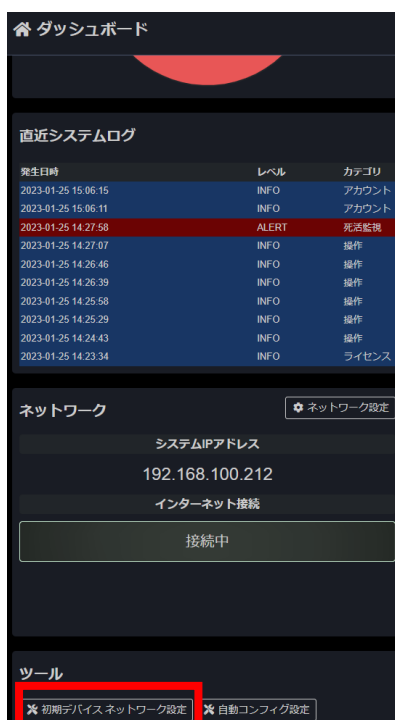 ダッシュボード
直近システムログ
発生日時 レベル カテゴリ
2023-01-25 15:06:15 INFO アカウント
2023-01-25 15:06:11 INFO アカウント
2023-01-25 14:27:58 ALERT 死活監視
2023-01-25 14:27:07 INFO 操作
2023-01-25 14:26:46 INFO 操作
2023-01-25 14:26:39 INFO 操作
2023-01-25 14:25:58 INFO 操作
2023-01-25 14:25:29 INFO 操作
2023-01-25 14:24:43 INFO 操作
2023-01-25 14:23:34 INFO ライセンス
ネットワーク ネットワーク設定
システムIPアドレス
192.168.100.212
インターネット接続
接続中
ツール
初期デバイスネットワーク設定 自動コンフィグ設定